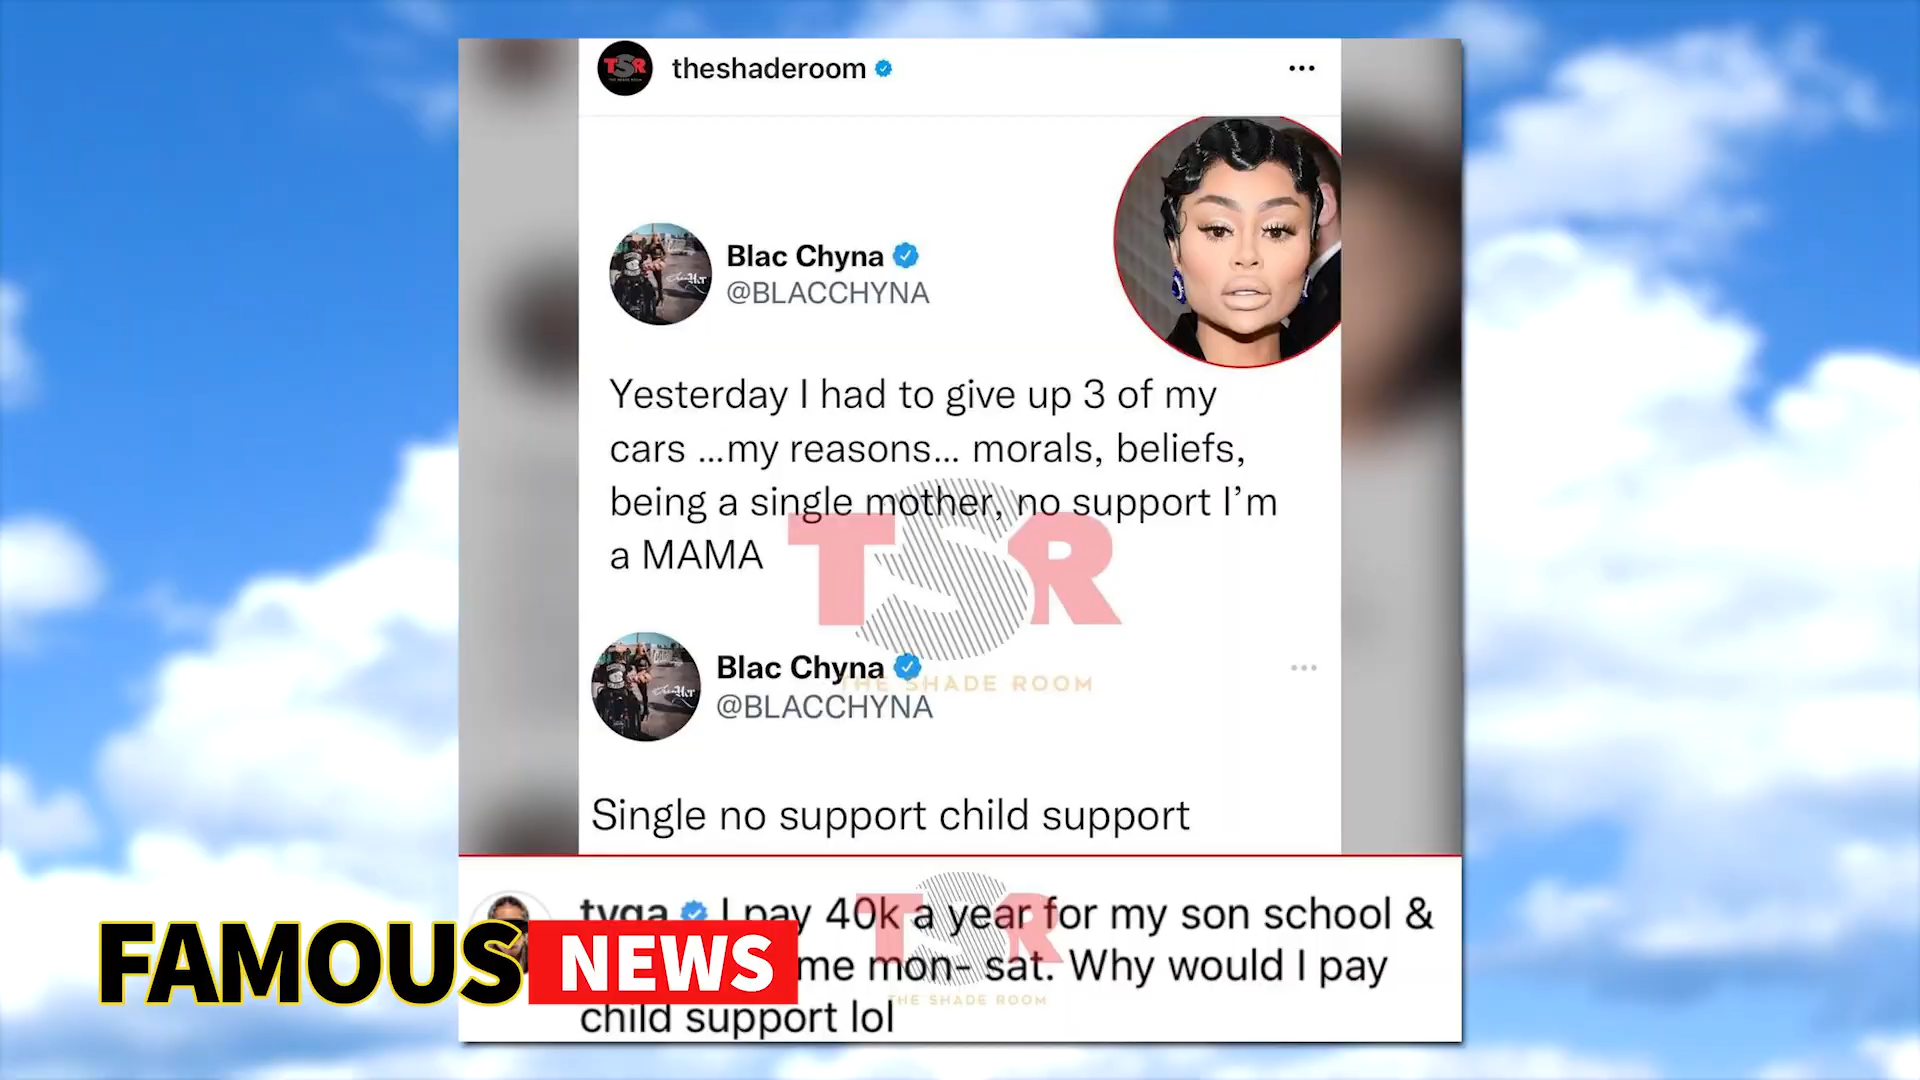 TSR
theshaderoom
Blac Chyna
@BLACCHYNA
Yesterday I had to give up 3 of my
cars ...my reasons... morals, beliefs,
being a single mother, no support I'm
a MAMA
TSR
THE SHADE ROOM
Blac Chyna
@BLACCHYNA
Single no support child support
tyga I pay 40k a year for my son school &
me mon- sat. Why would I pay
child support lol
TSR
THE SHADE ROOM
FAMOUS NEWS